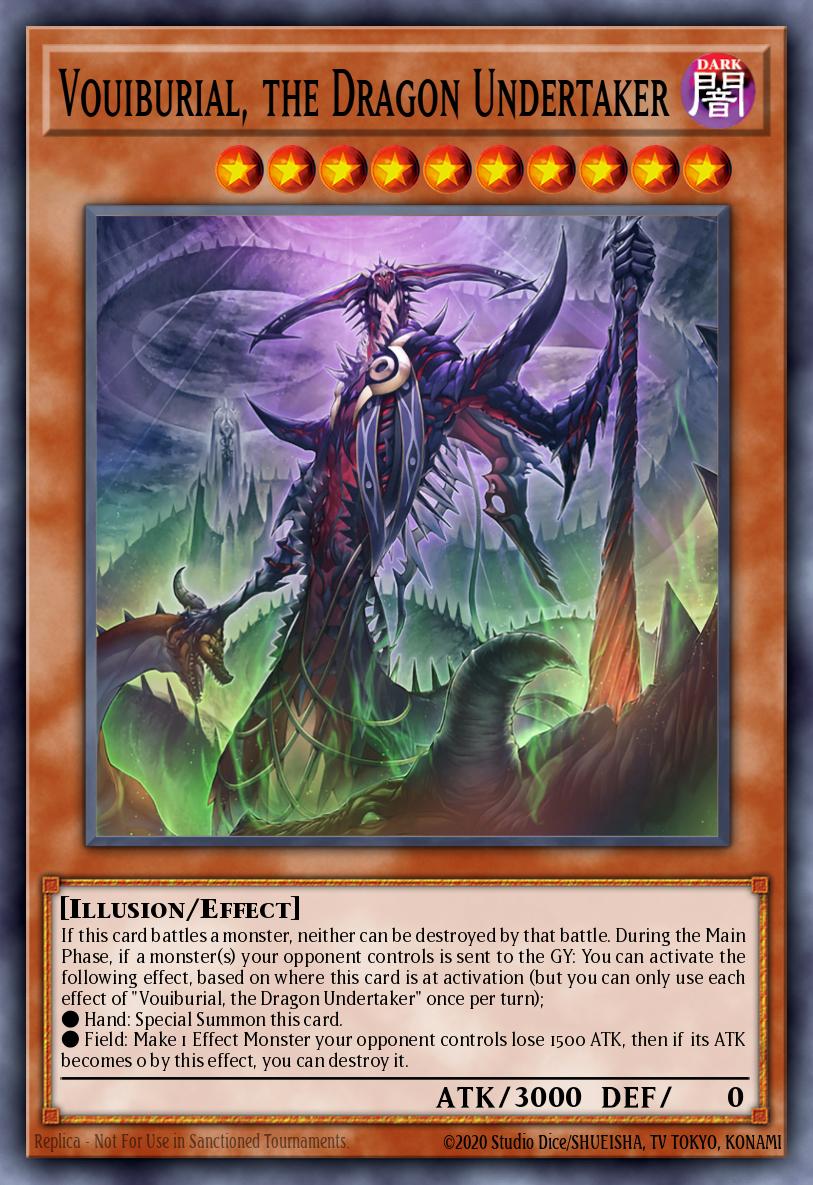 Vouiburial, the Dragon Undertaker
DARK
闇
[Illusion/Effect]
If this card battles a monster, neither can be destroyed by that battle. During the Main
Phase, if a monster(s) your opponent controls is sent to the GY: You can activate the
following effect, based on where this card is at activation (but you can only use each
effect of "Vouiburial, the Dragon Undertaker" once per turn);
● Hand: Special Summon this card.
● Field: Make 1 Effect Monster your opponent controls lose 1500 ATK, then if its ATK
becomes 0 by this effect, you can destroy it.
ATK/3000 DEF/ 0
Replica - Not For Use in Sanctioned Tournaments.
©2020 Studio Dice/SHUEISHA, TV TOKYO, KONAMI